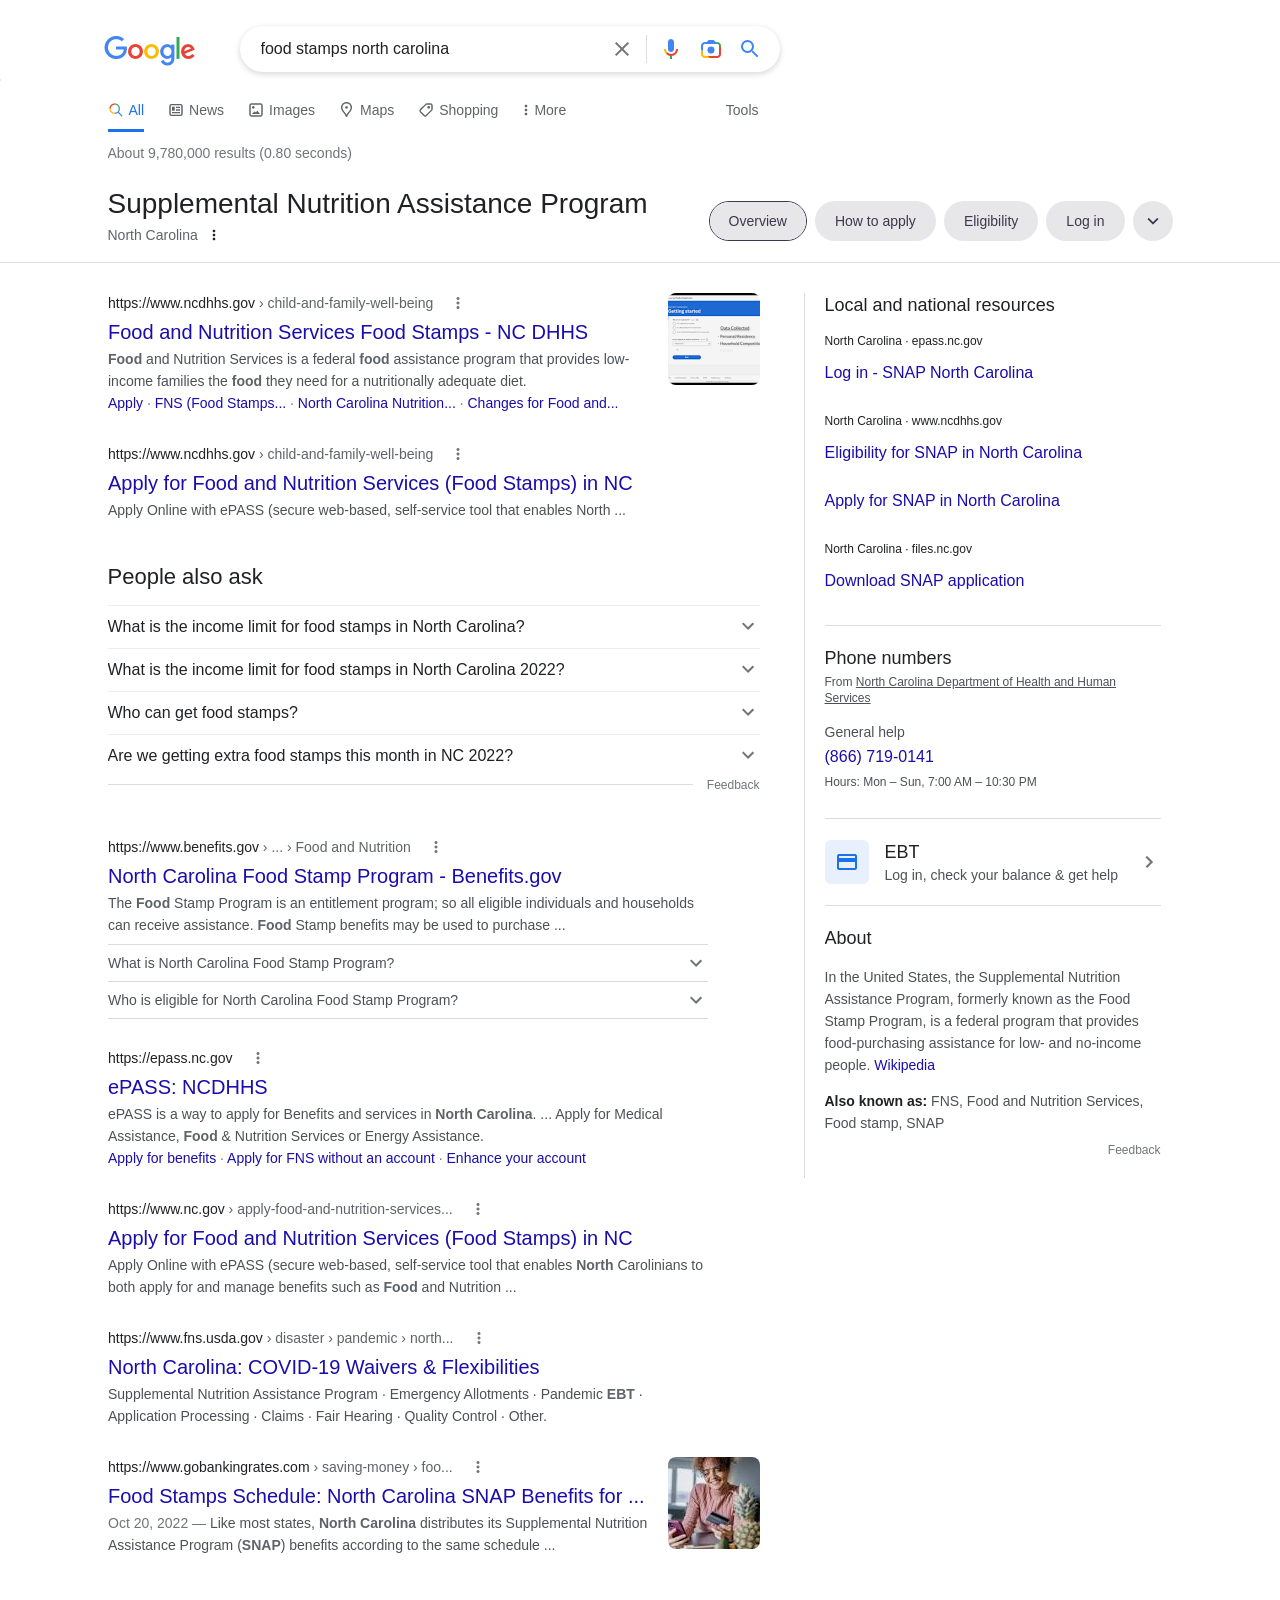 Google
food stamps north carolina
All News Images Maps Shopping More Tools
About 9,780,000 results (0.80 seconds)
Supplemental Nutrition Assistance Program
North Carolina
Overview How to apply Eligibility Log in
https://www.ncdhhs.gov › child-and-family-well-being
Food and Nutrition Services Food Stamps - NC DHHS
Food and Nutrition Services is a federal food assistance program that provides low-
income families the food they need for a nutritionally adequate diet.
Apply · FNS (Food Stamps... · North Carolina Nutrition... · Changes for Food and...
Getting started
Data Collected
https://www.ncdhhs.gov › child-and-family-well-being
Apply for Food and Nutrition Services (Food Stamps) in NC
Apply Online with ePASS (secure web-based, self-service tool that enables North ...
People also ask
What is the income limit for food stamps in North Carolina?
What is the income limit for food stamps in North Carolina 2022?
Who can get food stamps?
Are we getting extra food stamps this month in NC 2022?
Feedback
https://www.benefits.gov › ... › Food and Nutrition
North Carolina Food Stamp Program - Benefits.gov
The Food Stamp Program is an entitlement program; so all eligible individuals and households
can receive assistance. Food Stamp benefits may be used to purchase ...
What is North Carolina Food Stamp Program?
Who is eligible for North Carolina Food Stamp Program?
https://epass.nc.gov
ePASS: NCDHHS
ePASS is a way to apply for Benefits and services in North Carolina. ... Apply for Medical
Assistance, Food & Nutrition Services or Energy Assistance.
Apply for benefits · Apply for FNS without an account · Enhance your account
https://www.nc.gov › apply-food-and-nutrition-services...
Apply for Food and Nutrition Services (Food Stamps) in NC
Apply Online with ePASS (secure web-based, self-service tool that enables North Carolinians to
both apply for and manage benefits such as Food and Nutrition ...
https://www.fns.usda.gov › disaster › pandemic › north...
North Carolina: COVID-19 Waivers & Flexibilities
Supplemental Nutrition Assistance Program · Emergency Allotments · Pandemic EBT ·
Application Processing · Claims · Fair Hearing · Quality Control · Other.
https://www.gobankingrates.com › saving-money › foo...
Food Stamps Schedule: North Carolina SNAP Benefits for ...
Oct 20, 2022 — Like most states, North Carolina distributes its Supplemental Nutrition
Assistance Program (SNAP) benefits according to the same schedule ...
Local and national resources
North Carolina · epass.nc.gov
Log in - SNAP North Carolina
North Carolina · www.ncdhhs.gov
Eligibility for SNAP in North Carolina
Apply for SNAP in North Carolina
North Carolina · files.nc.gov
Download SNAP application
Phone numbers
From North Carolina Department of Health and Human
Services
General help
(866) 719-0141
Hours: Mon – Sun, 7:00 AM – 10:30 PM
EBT
Log in, check your balance & get help
About
In the United States, the Supplemental Nutrition
Assistance Program, formerly known as the Food
Stamp Program, is a federal program that provides
food-purchasing assistance for low- and no-income
people. Wikipedia
Also known as: FNS, Food and Nutrition Services,
Food stamp, SNAP
Feedback